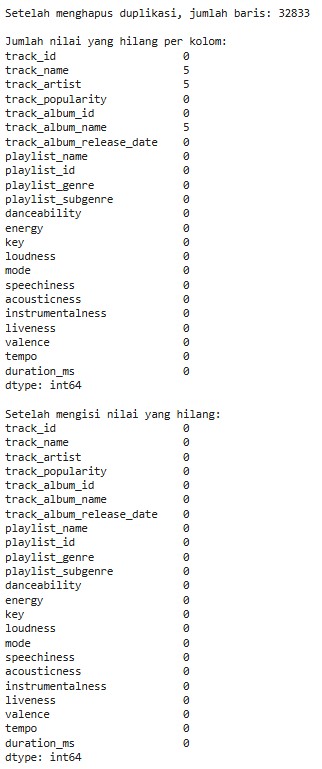 Setelah menghapus duplikasi, jumlah baris: 32833
Jumlah nilai yang hilang per kolom:
track_id 0
track_name 5
track_artist 5
track_popularity 0
track_album_id 0
track_album_name 5
track_album_release_date 0
playlist_name 0
playlist_id 0
playlist_genre 0
playlist_subgenre 0
danceability 0
energy 0
key 0
loudness 0
mode 0
speechiness 0
acousticness 0
instrumentalness 0
liveness 0
valence 0
tempo 0
duration_ms 0
dtype: int64
Setelah mengisi nilai yang hilang:
track_id 0
track_name 0
track_artist 0
track_popularity 0
track_album_id 0
track_album_name 0
track_album_release_date 0
playlist_name 0
playlist_id 0
playlist_genre 0
playlist_subgenre 0
danceability 0
energy 0
key 0
loudness 0
mode 0
speechiness 0
acousticness 0
instrumentalness 0
liveness 0
valence 0
tempo 0
duration_ms 0
dtype: int64